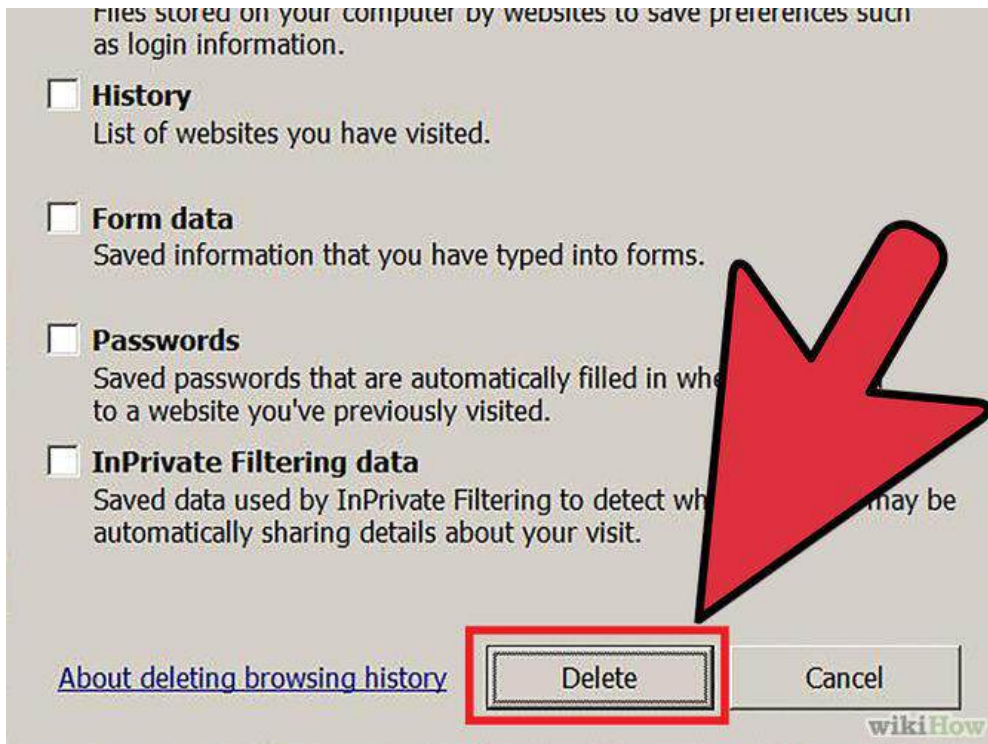 Files stored on your computer by websites to save preferences such
as login information.
History
List of websites you have visited.
Form data
Saved information that you have typed into forms.
Passwords
Saved passwords that are automatically filled in
to a website you've previously visited.
InPrivate Filtering data
Saved data used by InPrivate Filtering to detect may be
automatically sharing details about your visit.
About deleting browsing history
Delete
Cancel
wikiHow